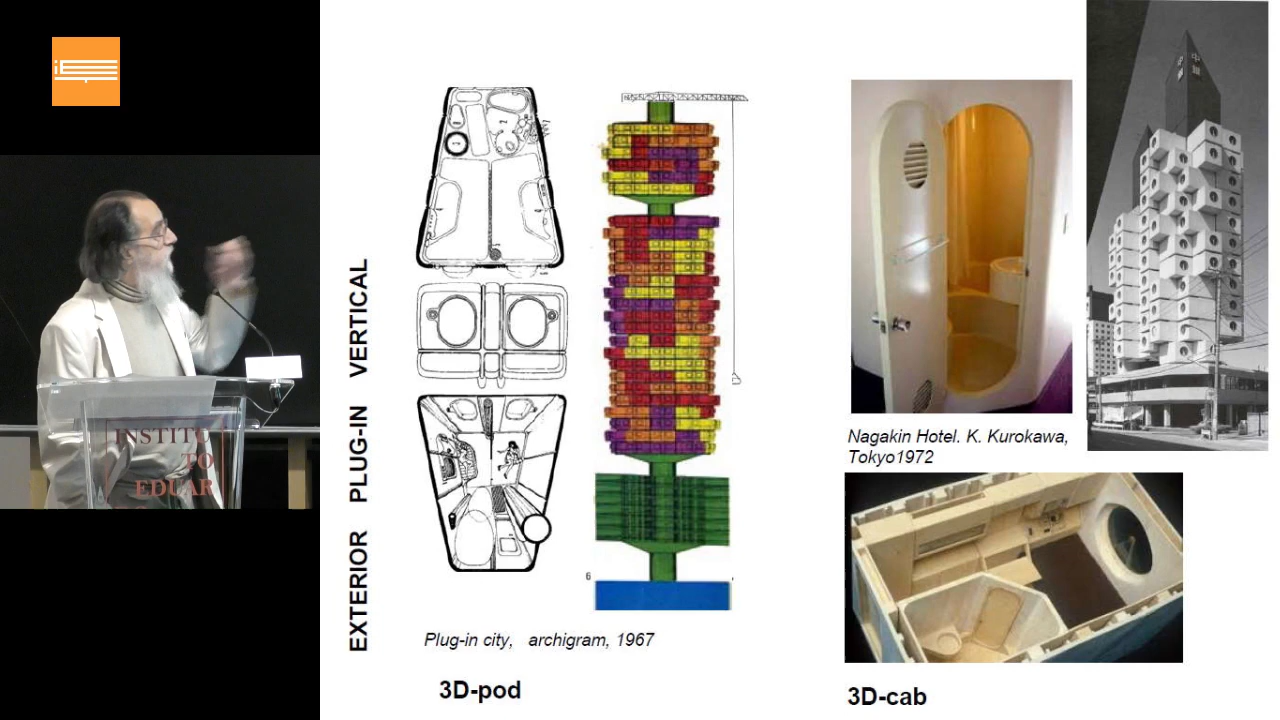 INSTITU
TO
EDUAR
EXTERIOR PLUG-IN VERTICAL
6
Plug-in city, archigram, 1967
3D-pod
Nagakin Hotel. K. Kurokawa,
Tokyo1972
3D-cab